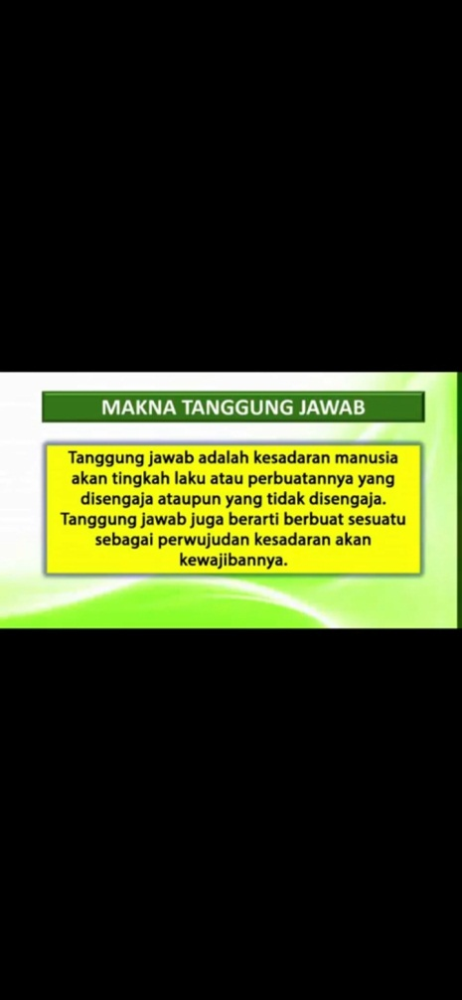 MAKNA TANGGUNG JAWAB
Tanggung jawab adalah kesadaran manusia
akan tingkah laku atau perbuatannya yang
disengaja ataupun yang tidak disengaja.
Tanggung jawab juga berarti berbuat sesuatu
sebagai perwujudan kesadaran akan
kewajibannya.